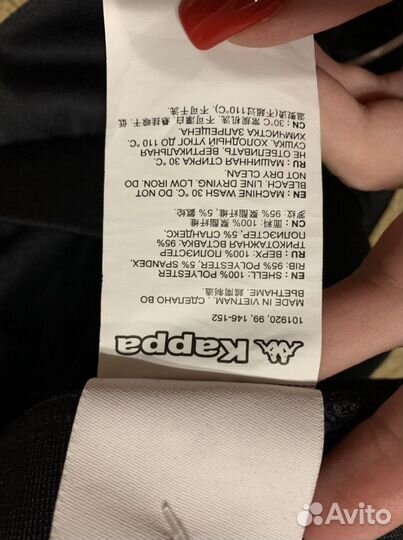 Kappa
101920, 99, 146-152
MADE IN VIETNAM. СДЕЛАНО ВО
ВЬЕТНАМЕ. 越南制造
EN: SHELL: 100% POLYESTER
RIB: 95% POLYESTER, 5% SPANDEX.
RU: ВЕРХ: 100% ПОЛИЭСТЕР
ТРИКОТАЖНАЯ ВСТАВКА: 95%
ПОЛИЭСТЕР, 5% СПАНДЕКС.
CN: 面料: 100% 聚酯纤维
罗纹: 95% 聚酯纤维, 5% 氨纶
EN: MACHINE WASH 30 °C. DO NOT
BLEACH. LINE DRYING. LOW IRON. DO
NOT DRY CLEAN.
RU: МАШИННАЯ СТИРКА 30 °C.
НЕ ОТБЕЛИВАТЬ. ВЕРТИКАЛЬНАЯ
СУШКА. ХОЛОДНЫЙ УТЮГ ДО 110 °C.
ХИМЧИСТКА ЗАПРЕЩЕНА.
CN: 30°C 常规机洗. 不可漂白. 悬挂晾干. 低
温熨烫(不超过110°C). 不可干洗.
Avito